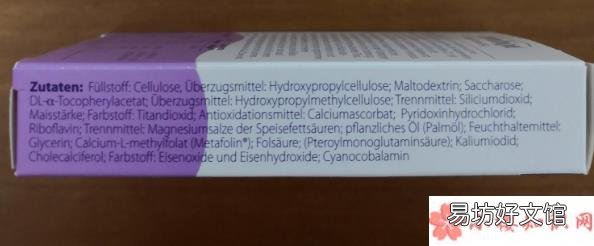 Zutaten: Füllstoff: Cellulose, Überzugsmittel: Hydroxypropylcellulose; Maltodextrin; Saccharose;
DL-α-Tocopherylacetat; Überzugsmittel: Hydroxypropylmethylcellulose; Trennmittel: Siliciumdioxid;
Maisstärke; Farbstoff: Titandioxid; Antioxidationsmittel: Calciumascorbat; Pyridoxinhydrochlorid;
Riboflavin; Trennmittel: Magnesiumsalze der Speisefettsäuren; pflanzliches Öl (Palmöl); Feuchthaltemittel:
Glycerin; Calcium-L-methylfolat (Metafolin®); Folsäure; (Pteroylmonoglutaminsäure); Kaliumiodid;
Cholecalciferol; Farbstoff: Eisenoxide und Eisenhydroxide; Cyanocobalamin
易坊好文馆